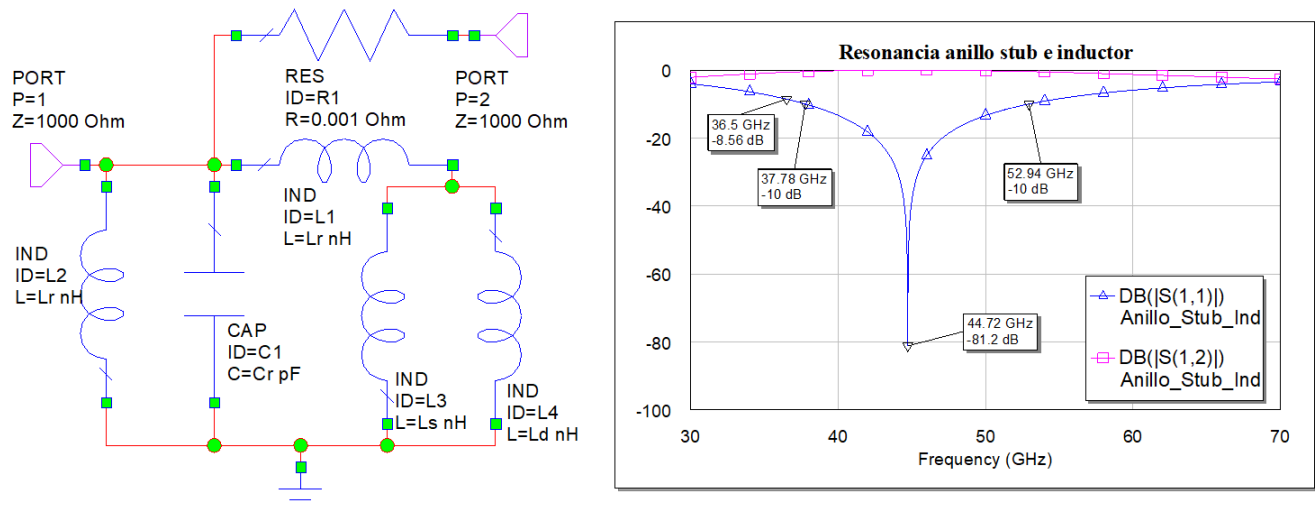 PORT
P=1
Z=1000 Ohm
RES
ID=R1
R=0.001 Ohm
PORT
P=2
Z=1000 Ohm
IND
ID=L1
L=Lr nH
IND
ID=L2
L=Lr nH
CAP
ID=C1
C=Cr pF
IND
ID=L3
L=Ls nH
IND
ID=L4
L=Ld nH
Resonancia anillo stub e inductor
0
-20
-40
-60
-80
-100
36.5 GHz
-8.56 dB
37.78 GHz
-10 dB
52.94 GHz
-10 dB
44.72 GHz
-81.2 dB
DB(|S(1,1)|)
Anillo_Stub_Ind
DB(|S(1,2)|)
Anillo_Stub_Ind
30
40
50
60
70
Frequency (GHz)